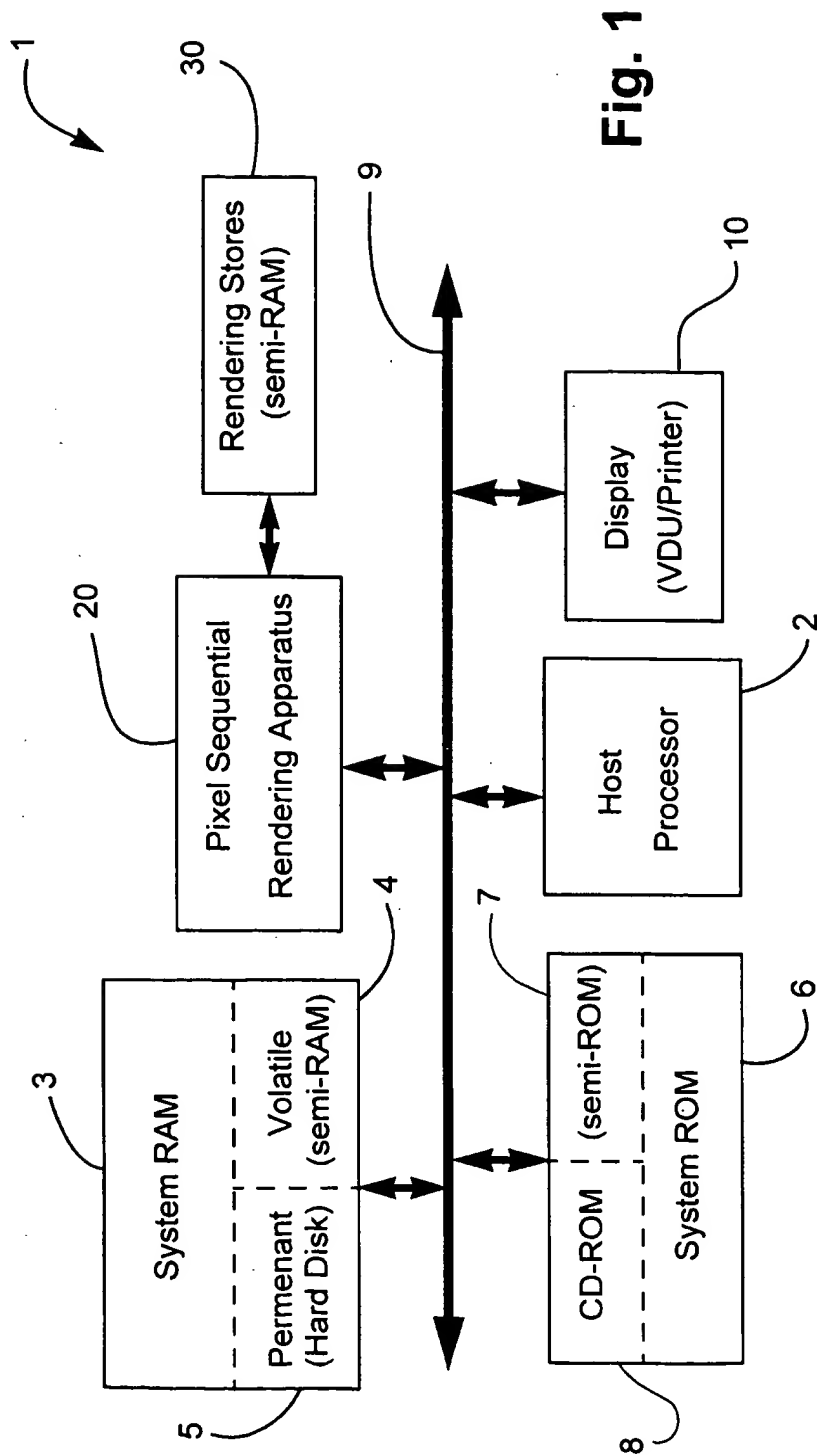 1
3
System RAM
Permenant
(Hard Disk)
Volatile
(semi-RAM)
5
4
20
Pixel Sequential
Rendering Apparatus
30
Rendering Stores
(semi-RAM)
9
8
CD-ROM
(semi-ROM)
7
System ROM
6
Host
Processor
2
Display
(VDU/Printer)
10
Fig. 1